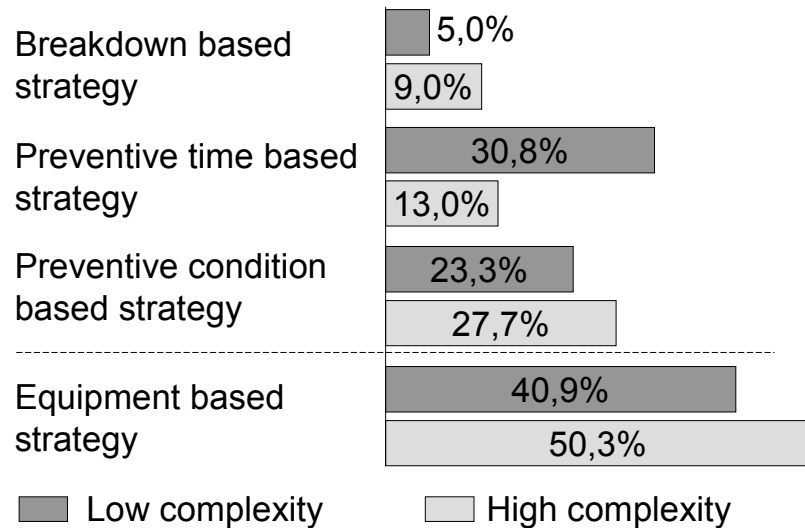 Breakdown based
strategy
5,0%
9,0%
Preventive time based
strategy
30,8%
13,0%
Preventive condition
based strategy
23,3%
27,7%
Equipment based
strategy
40,9%
50,3%
Low complexity
High complexity